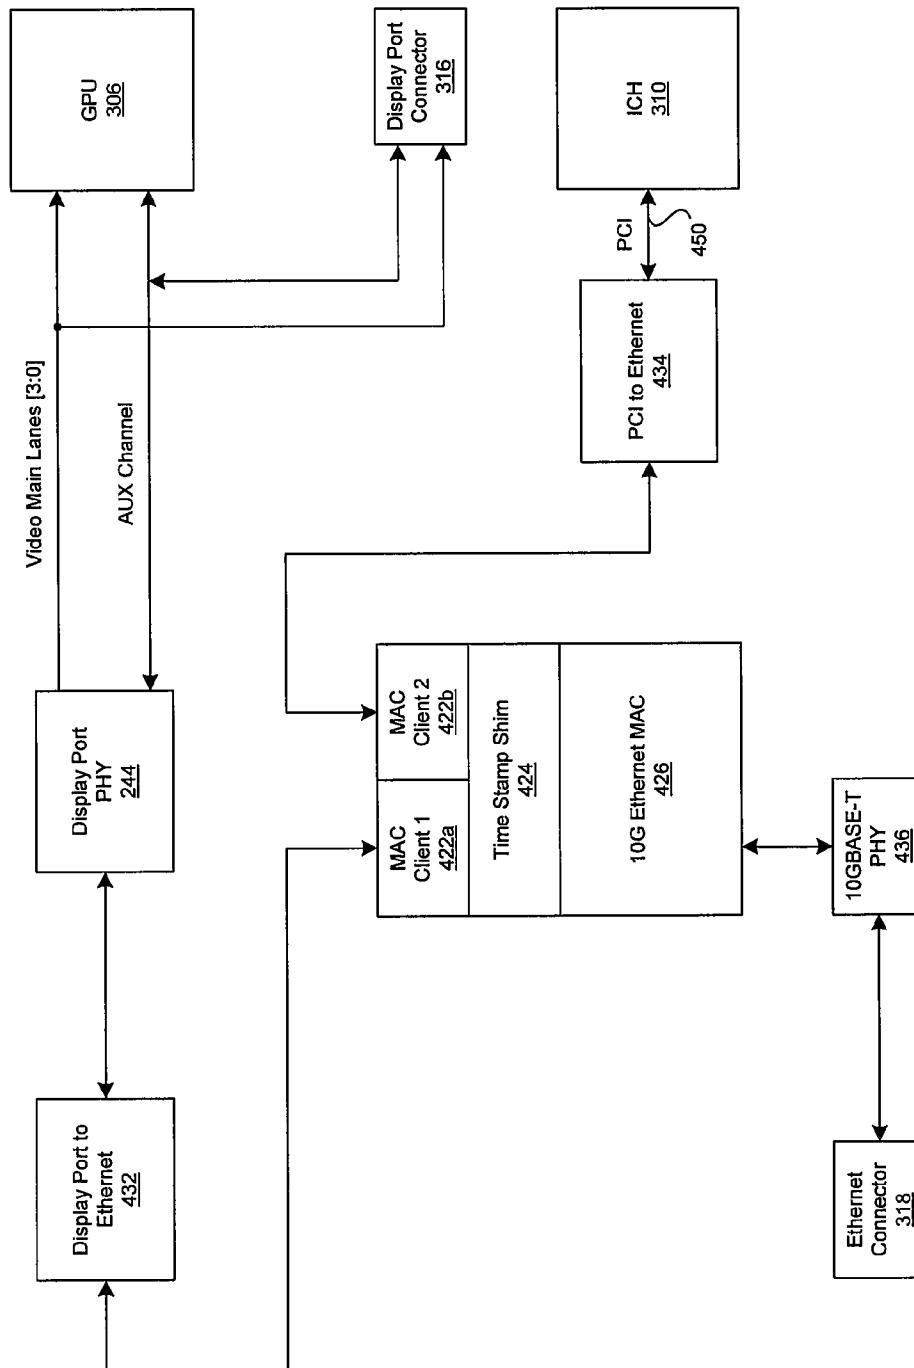 GPU
306
Display Port
Connector
316
ICH
310
Video Main Lanes [3:0]
AUX Channel
PCI
450
PCI to Ethernet
434
Display Port
PHY
244
MAC
Client 1
422a
MAC
Client 2
422b
Time Stamp Shim
424
10G Ethernet MAC
426
10GBASE-T
PHY
436
Display Port to
Ethernet
432
Ethernet
Connector
318